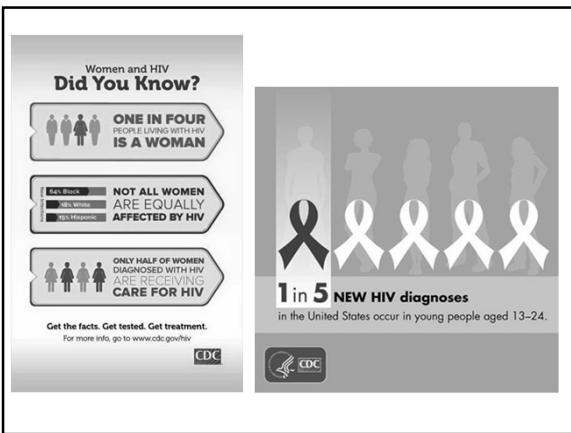 Women and HIV
Did You Know?
ONE IN FOUR
PEOPLE LIVING WITH HIV
IS A WOMAN
64% Black
18% White
15% Hispanic
NOT ALL WOMEN
ARE EQUALLY
AFFECTED BY HIV
ONLY HALF OF WOMEN
DIAGNOSED WITH HIV
ARE RECEIVING
CARE FOR HIV
Get the facts. Get tested. Get treatment.
For more info, go to www.cdc.gov/hiv
CDC
1 in 5 NEW HIV diagnoses
in the United States occur in young people aged 13–24.
CDC